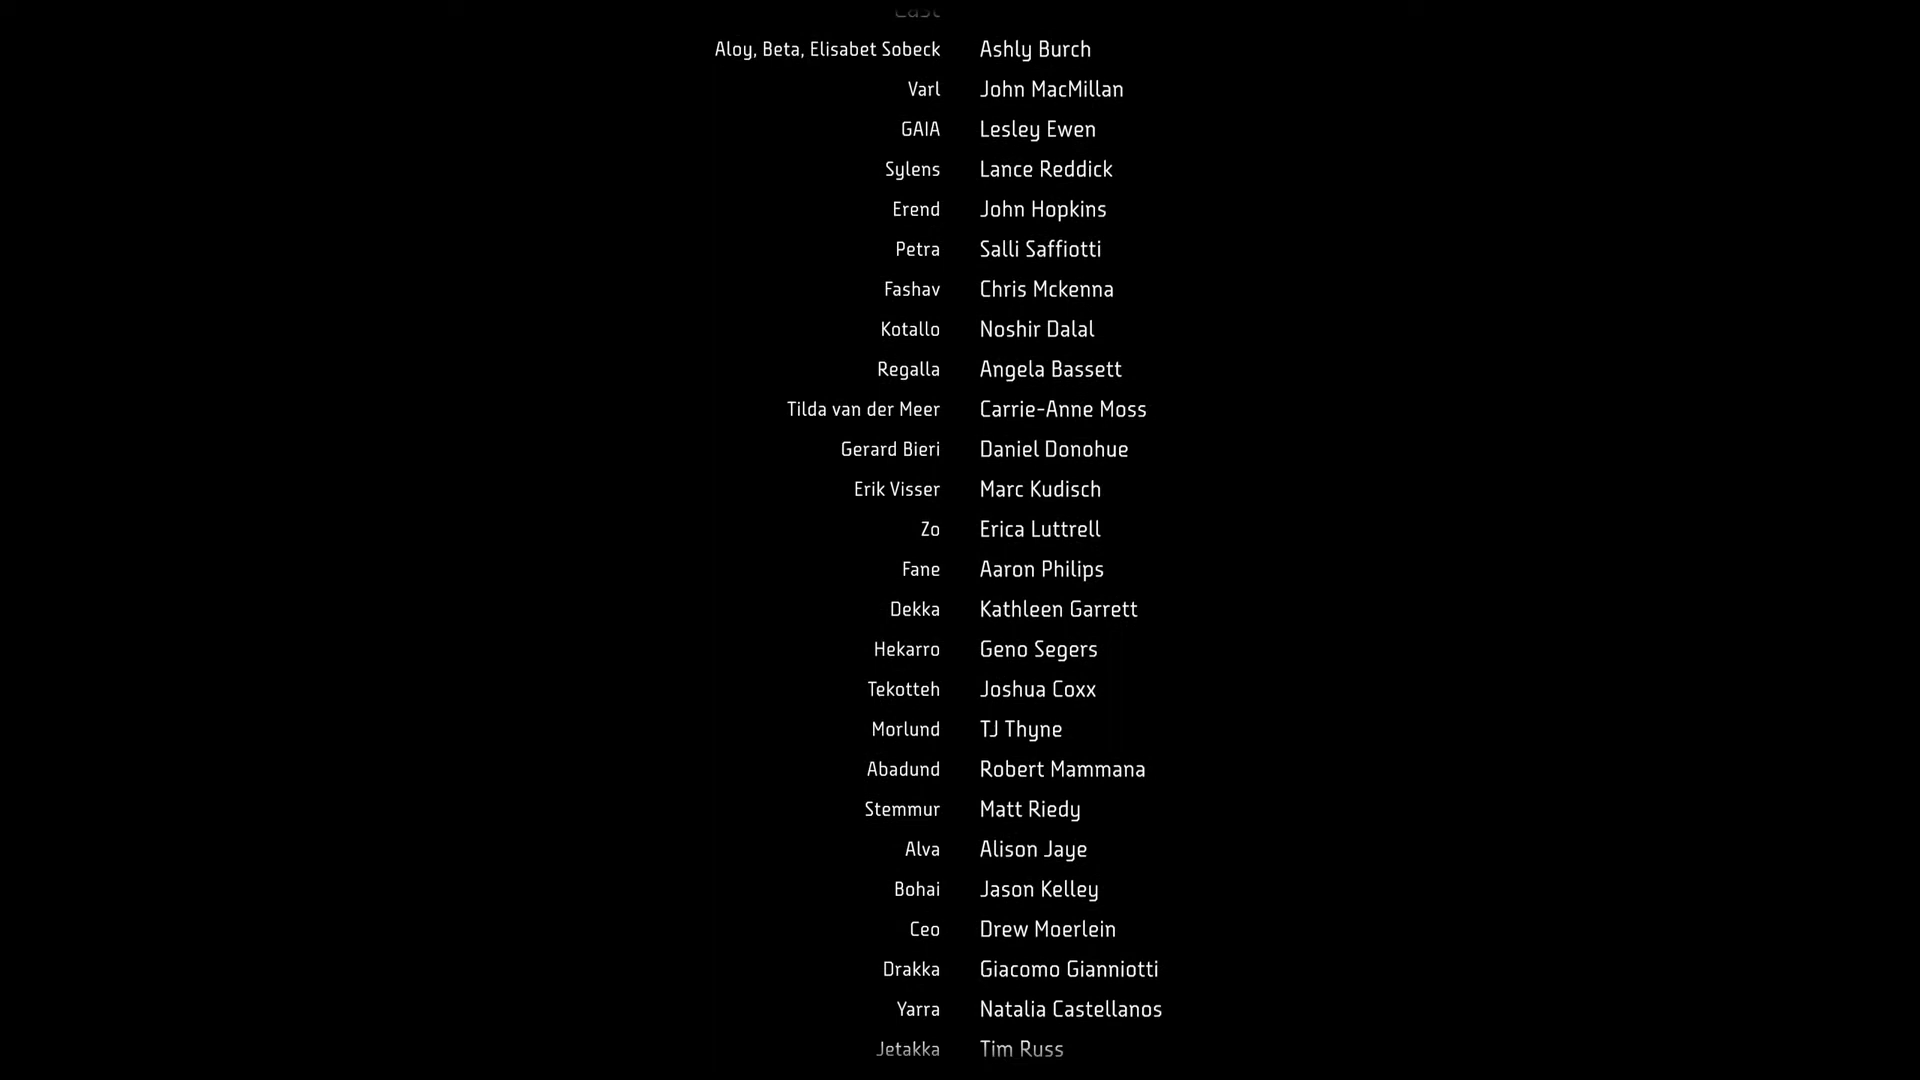 Cast
Aloy, Beta, Elisabet Sobeck Ashly Burch
Varl John MacMillan
GAIA Lesley Ewen
Sylens Lance Reddick
Erend John Hopkins
Petra Salli Saffiotti
Fashav Chris Mckenna
Kotallo Noshir Dalal
Regalla Angela Bassett
Tilda van der Meer Carrie-Anne Moss
Gerard Bieri Daniel Donohue
Erik Visser Marc Kudisch
Zo Erica Luttrell
Fane Aaron Philips
Dekka Kathleen Garrett
Hekarro Geno Segers
Tekotteh Joshua Coxx
Morlund TJ Thyne
Abadund Robert Mammana
Stemmur Matt Riedy
Alva Alison Jaye
Bohai Jason Kelley
Ceo Drew Moerlein
Drakka Giacomo Gianniotti
Yarra Natalia Castellanos
Jetakka Tim Russ